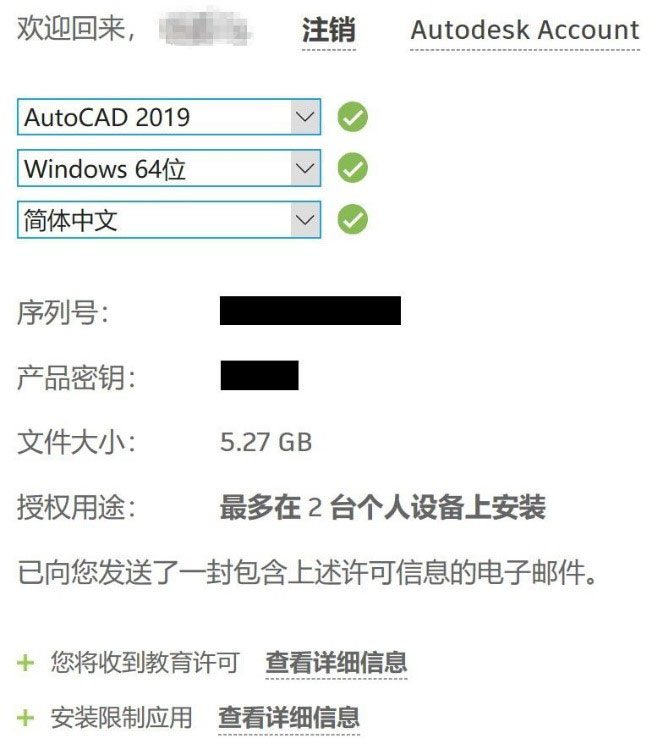 欢迎回来, 注销 Autodesk Account
AutoCAD 2019
Windows 64位
简体中文
序列号:
产品密钥:
文件大小: 5.27 GB
授权用途: 最多在 2 台个人设备上安装
已向您发送了一封包含上述许可信息的电子邮件。
+ 您将收到教育许可 查看详细信息
+ 安装限制应用 查看详细信息